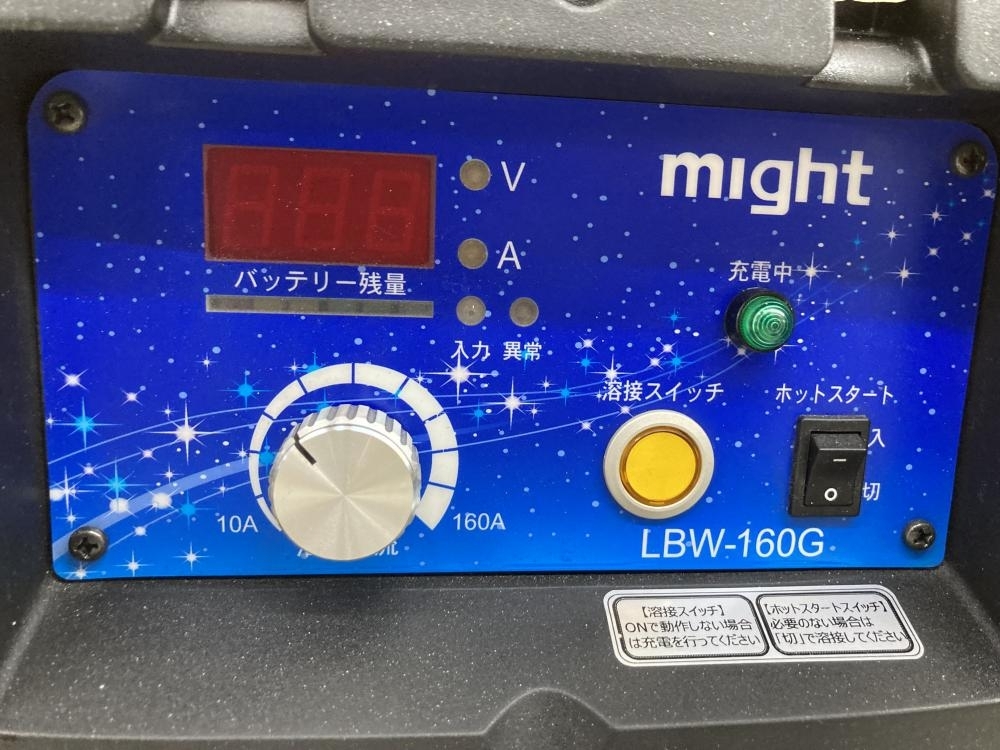 V
might
A
バッテリー残量
充電中
入力 異常
溶接スイッチ
ホットスタート
入
切
10A
160A
LBW-160G
【溶接スイッチ】
ONで動作しない場合
は充電を行ってください
【ホットスタートスイッチ】
必要のない場合は
「切」で溶接してください